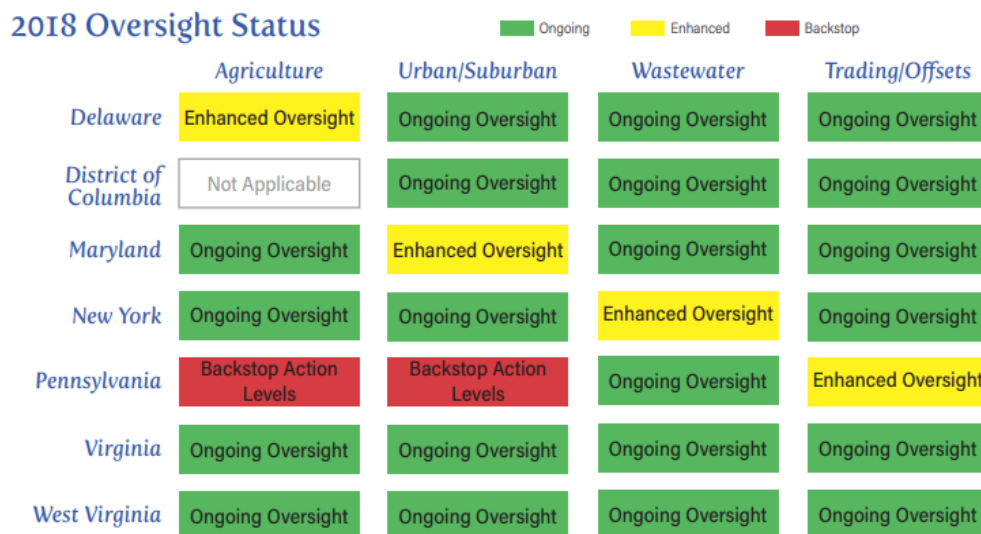 2018 Oversight Status
Ongoing
Enhanced
Backstop
Agriculture
Urban/Suburban
Wastewater
Trading/Offsets
Delaware
Enhanced Oversight
Ongoing Oversight
Ongoing Oversight
Ongoing Oversight
District of
Columbia
Not Applicable
Ongoing Oversight
Ongoing Oversight
Ongoing Oversight
Maryland
Ongoing Oversight
Enhanced Oversight
Ongoing Oversight
Ongoing Oversight
New York
Ongoing Oversight
Ongoing Oversight
Enhanced Oversight
Ongoing Oversight
Pennsylvania
Backstop Action
Levels
Backstop Action
Levels
Ongoing Oversight
Enhanced Oversight
Virginia
Ongoing Oversight
Ongoing Oversight
Ongoing Oversight
Ongoing Oversight
West Virginia
Ongoing Oversight
Ongoing Oversight
Ongoing Oversight
Ongoing Oversight